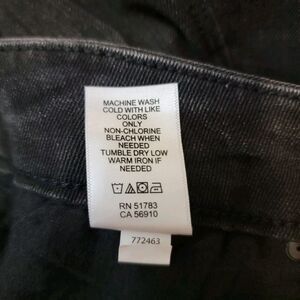 MACHINE WASH
COLD WITH LIKE
COLORS
ONLY
NON-CHLORINE
BLEACH WHEN
NEEDED
TUMBLE DRY LOW
WARM IRON IF
NEEDED
RN 51783
CA 56910
772463